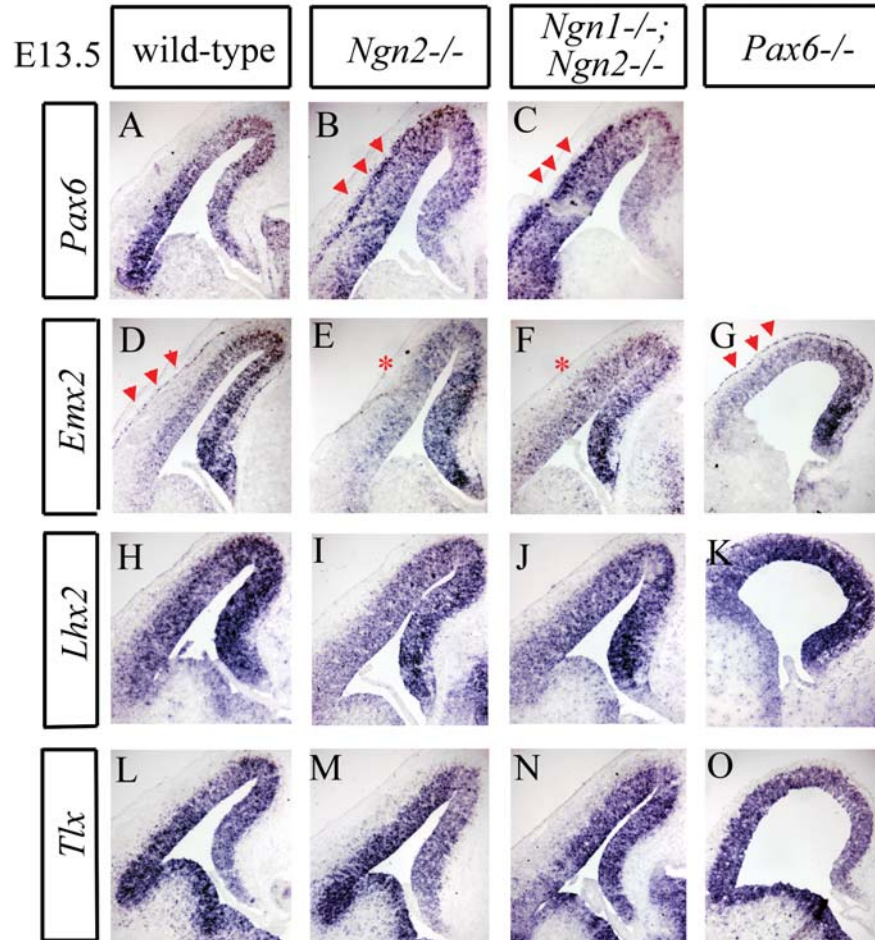 E13.5 wild-type Ngn2-/- Ngn1-/-; Ngn2-/- Pax6-/-
Pax6 A B C
Emx2 D E * F * G
Lhx2 H I J K
Tlx L M N O